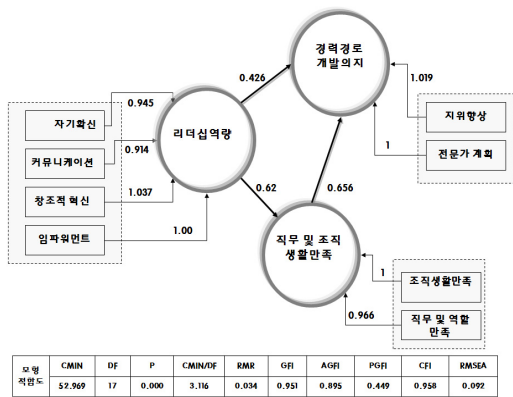 경력경로
개발의지
0.426
1.019
0.945
자기확신
지위향상
리더십역량
0.914
커뮤니케이션
1
전문가 계획
1.037
창조적 혁신
0.62
0.656
1.00
임파워먼트
직무 및 조직
생활만족
1
조직생활만족
0.966
직무 및 역할
만족
모형
적합도
CMIN DF P CMIN/DF RMR GFI AGFI PGFI CFI RMSEA
52.969 17 0.000 3.116 0.034 0.951 0.895 0.449 0.958 0.092